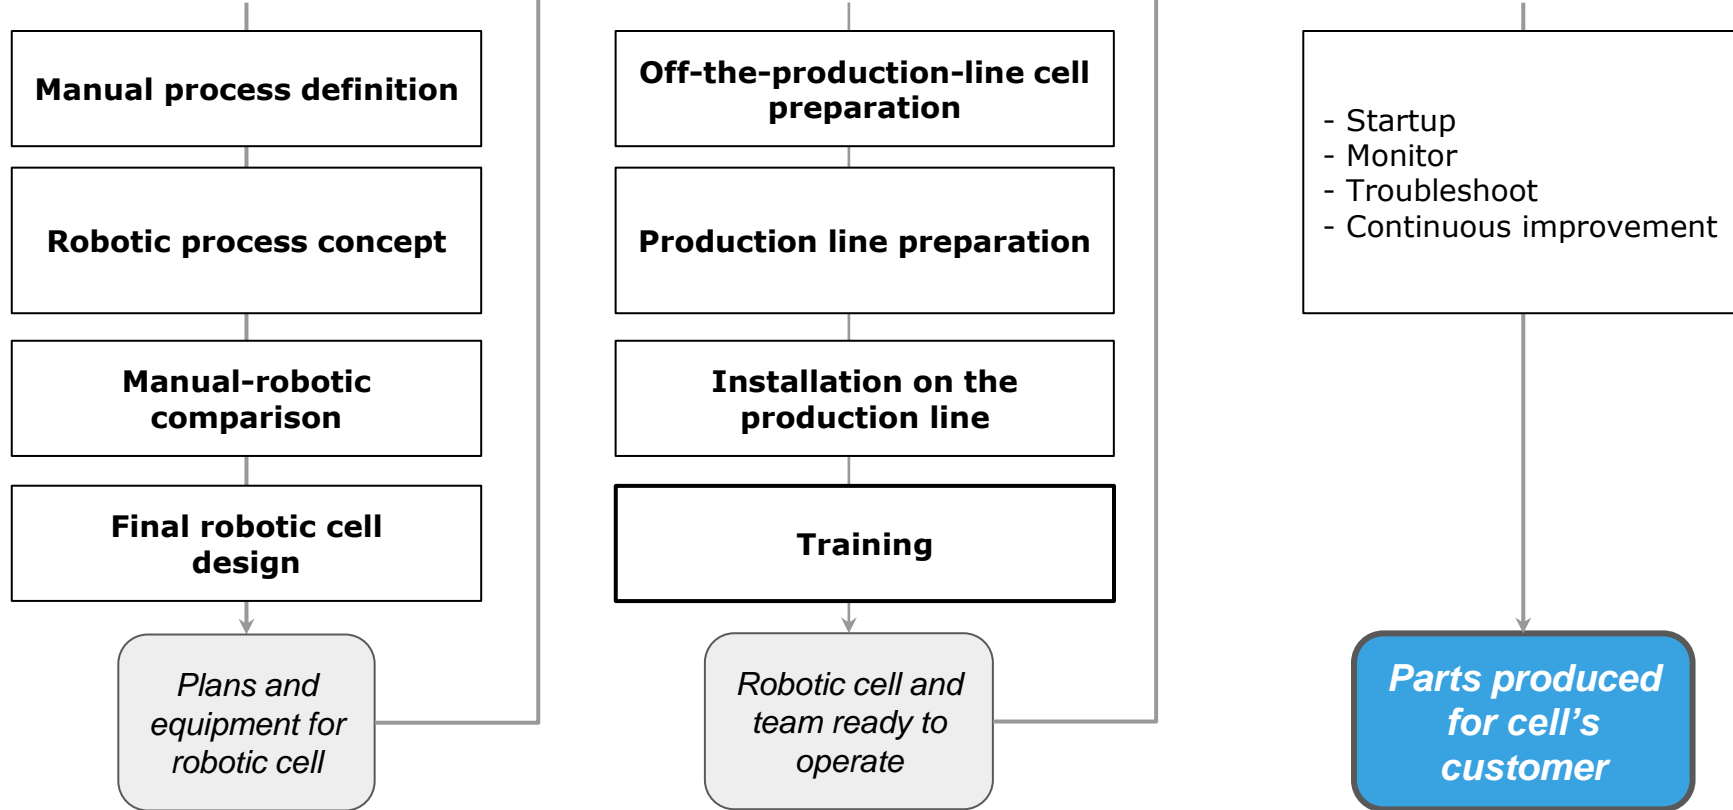 Manual process definition
Robotic process concept
Manual-robotic
comparison
Final robotic cell
design
Plans and
equipment for
robotic cell
Off-the-production-line cell
preparation
Production line preparation
Installation on the
production line
Training
Robotic cell and
team ready to
operate
- Startup
- Monitor
- Troubleshoot
- Continuous improvement
Parts produced
for cell’s
customer